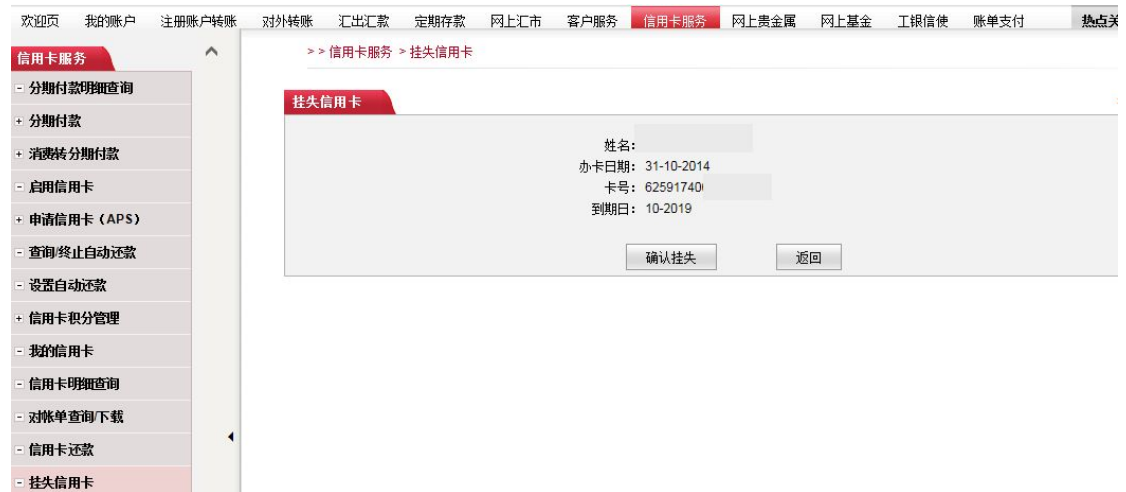 欢迎页 我的账户 注册账户转账 对外转账 汇出汇款 定期存款 网上汇市 客户服务 信用卡服务 网上贵金属 网上基金 工银信使 账单支付 热点关
信用卡服务
- 分期付款明细查询
+ 分期付款
+ 消费转分期付款
- 启用信用卡
+ 申请信用卡（APS）
- 查询/终止自动还款
- 设置自动还款
+ 信用卡积分管理
- 我的信用卡
- 信用卡明细查询
- 对帐单查询/下载
- 信用卡还款
- 挂失信用卡
>> 信用卡服务 > 挂失信用卡
挂失信用卡
姓名：
办卡日期： 31-10-2014
卡号： 62591740
到期日： 10-2019
确认挂失 返回